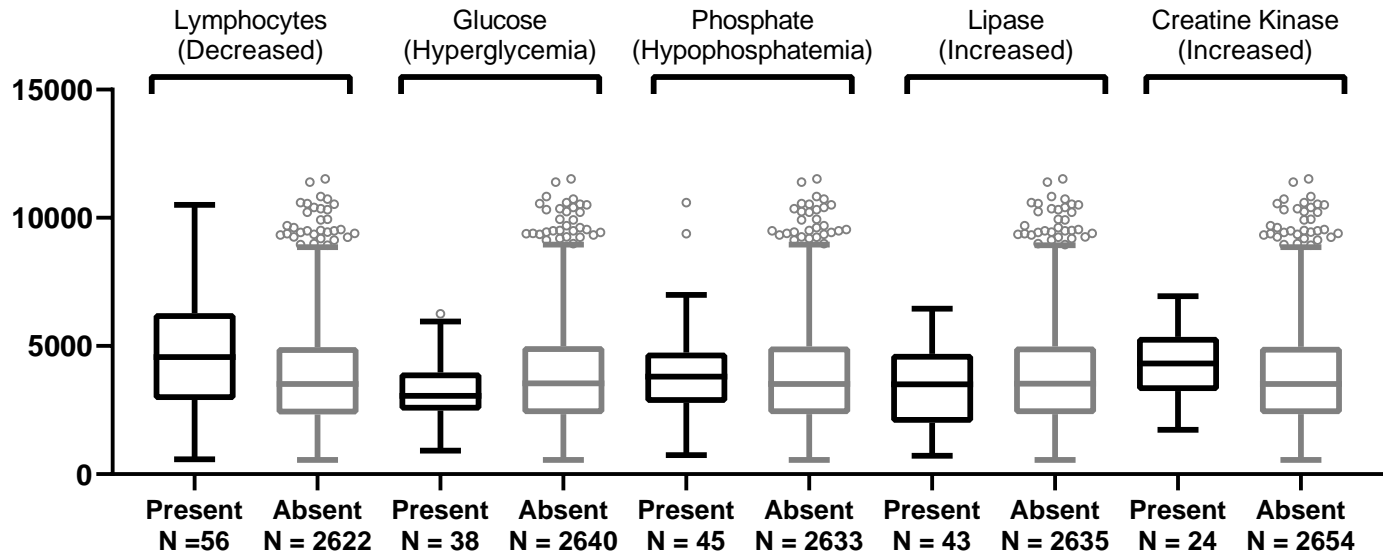 Lymphocytes
(Decreased)
Glucose
(Hyperglycemia)
Phosphate
(Hypophosphatemia)
Lipase
(Increased)
Creatine Kinase
(Increased)
15000
10000
5000
0
Present
N =56
Absent
N = 2622
Present
N = 38
Absent
N = 2640
Present
N = 45
Absent
N = 2633
Present
N = 43
Absent
N = 2635
Present
N = 24
Absent
N = 2654